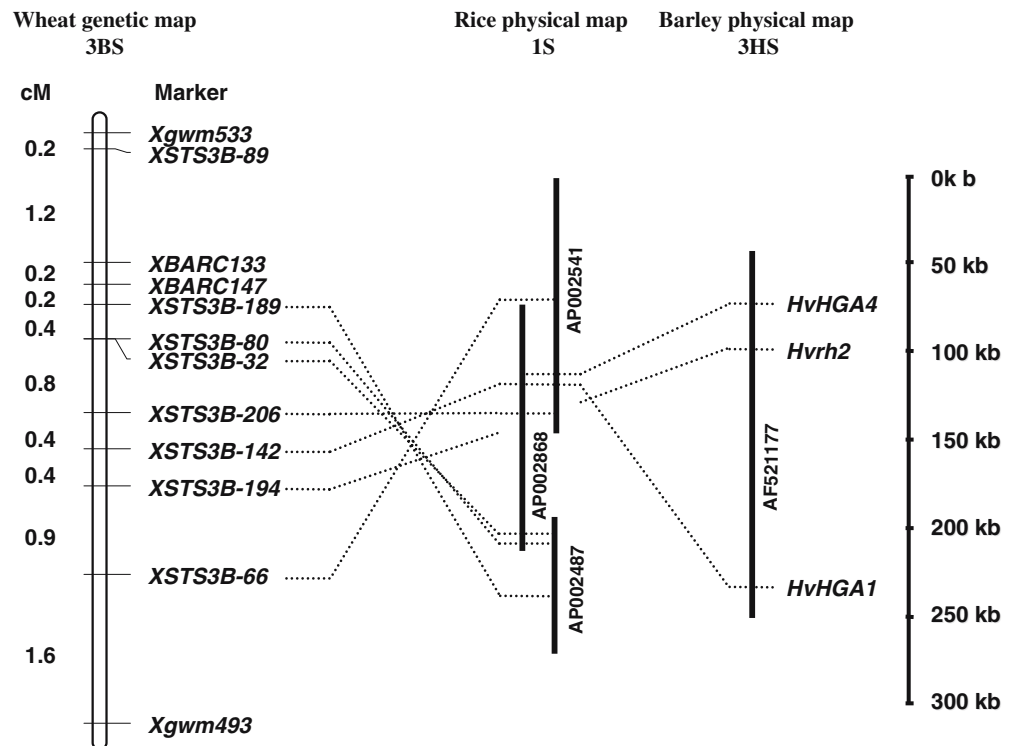 Wheat genetic map
3BS
Rice physical map
1S
Barley physical map
3HS
cM
Marker
Xgwm533
0.2
XSTS3B-89
1.2
XBARC133
0.2
XBARC147
0.2
XSTS3B-189
0.4
XSTS3B-80
XSTS3B-32
0.8
XSTS3B-206
0.4
XSTS3B-142
0.4
XSTS3B-194
0.9
XSTS3B-66
1.6
Xgwm493
AP002541
AP002868
AP002487
HvHGA4
Hvrh2
AF521177
HvHGA1
0k b
50 kb
100 kb
150 kb
200 kb
250 kb
300 kb